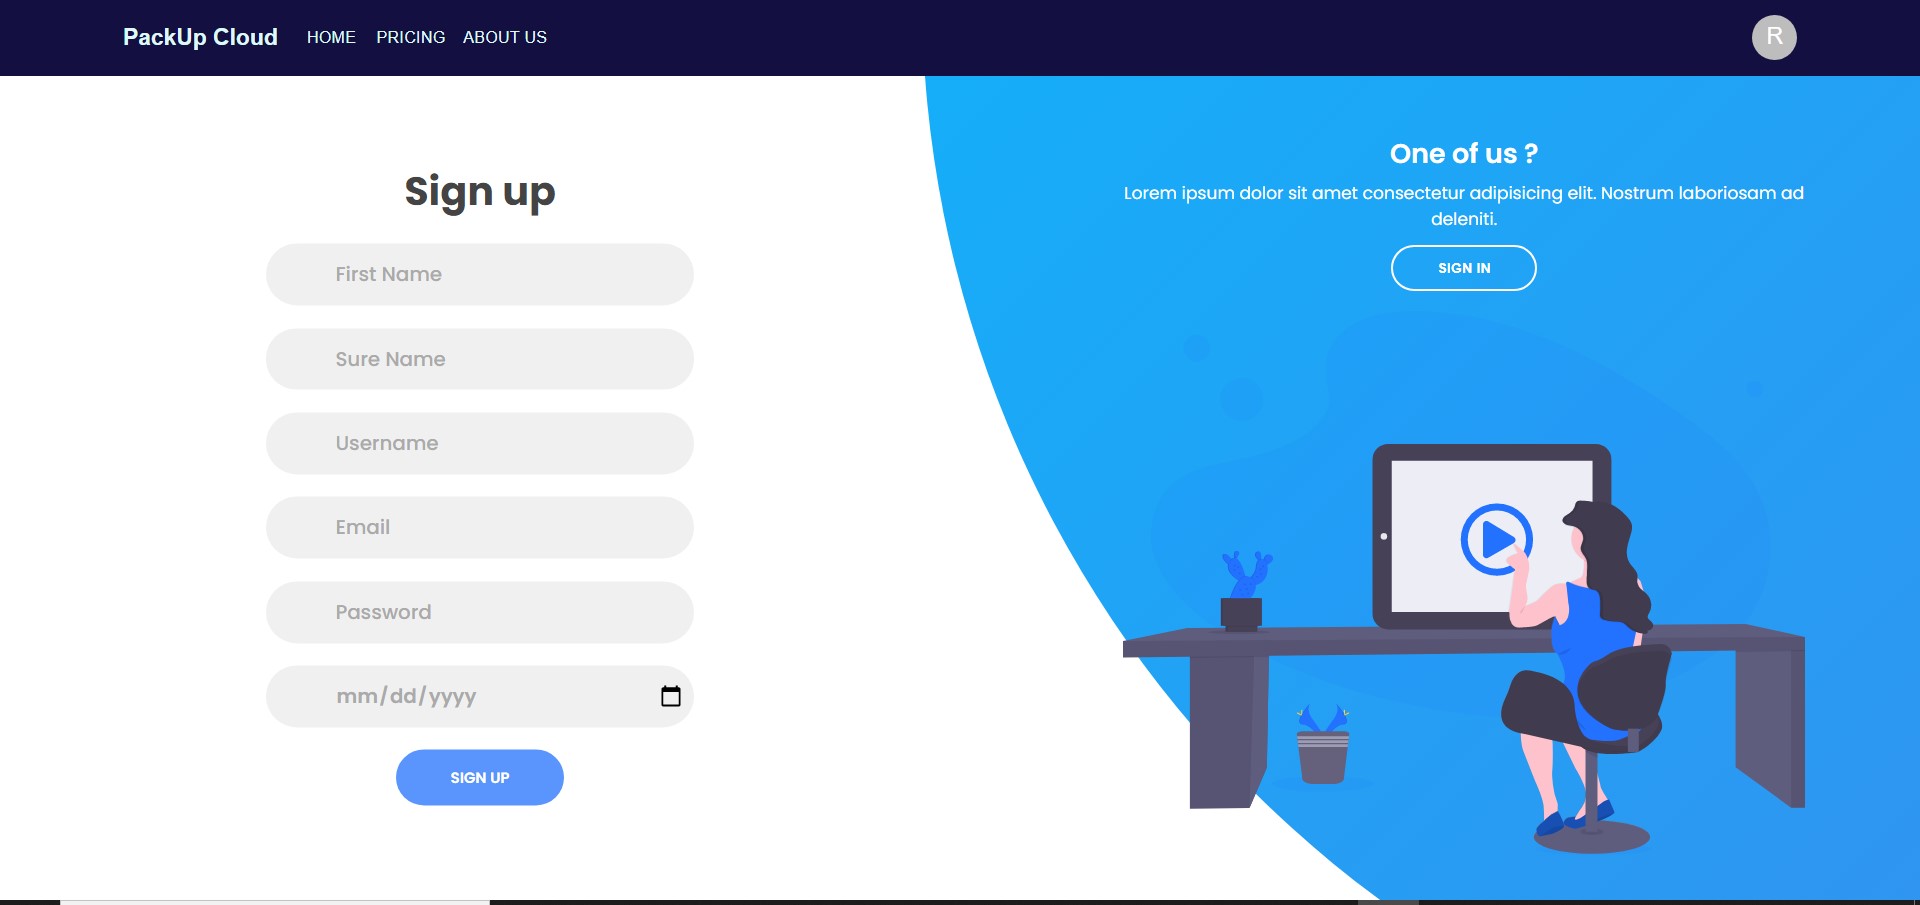 PackUp Cloud HOME PRICING ABOUT US R
Sign up
First Name
Sure Name
Username
Email
Password
mm/dd/yyyy
SIGN UP
One of us ?
Lorem ipsum dolor sit amet consectetur adipisicing elit. Nostrum laboriosam ad
deleniti.
SIGN IN